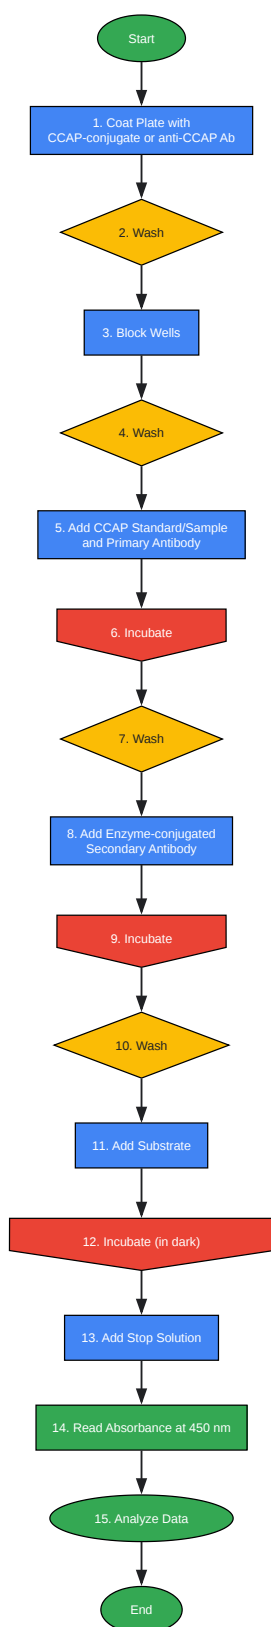 Start
1. Coat Plate with
CCAP-conjugate or anti-CCAP Ab
2. Wash
3. Block Wells
4. Wash
5. Add CCAP Standard/Sample
and Primary Antibody
6. Incubate
7. Wash
8. Add Enzyme-conjugated
Secondary Antibody
9. Incubate
10. Wash
11. Add Substrate
12. Incubate (in dark)
13. Add Stop Solution
14. Read Absorbance at 450 nm
15. Analyze Data
End